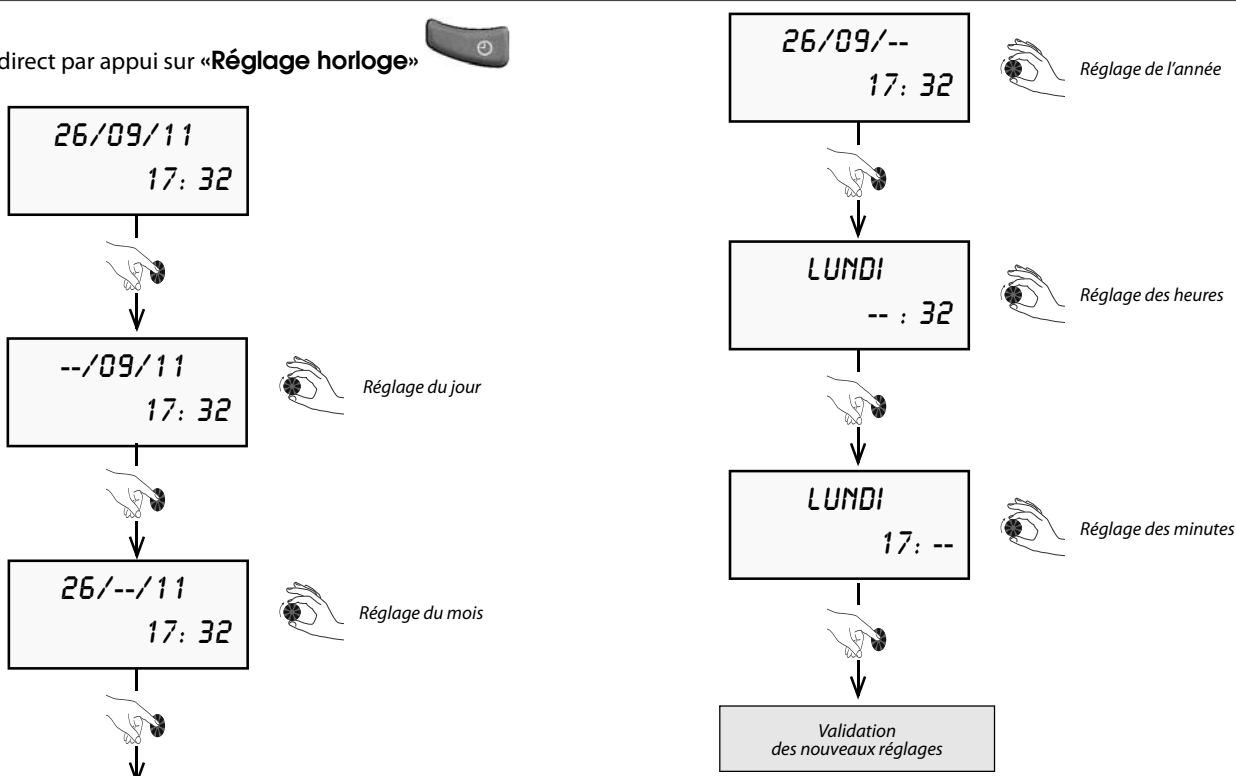 direct par appui sur «Réglage horloge»
26/09/11
17: 32
--/09/11
17: 32
Réglage du jour
26/--/11
17: 32
Réglage du mois
26/09/--
17: 32
Réglage de l'année
LUNDI
-- : 32
Réglage des heures
LUNDI
17: --
Réglage des minutes
Validation
des nouveaux réglages